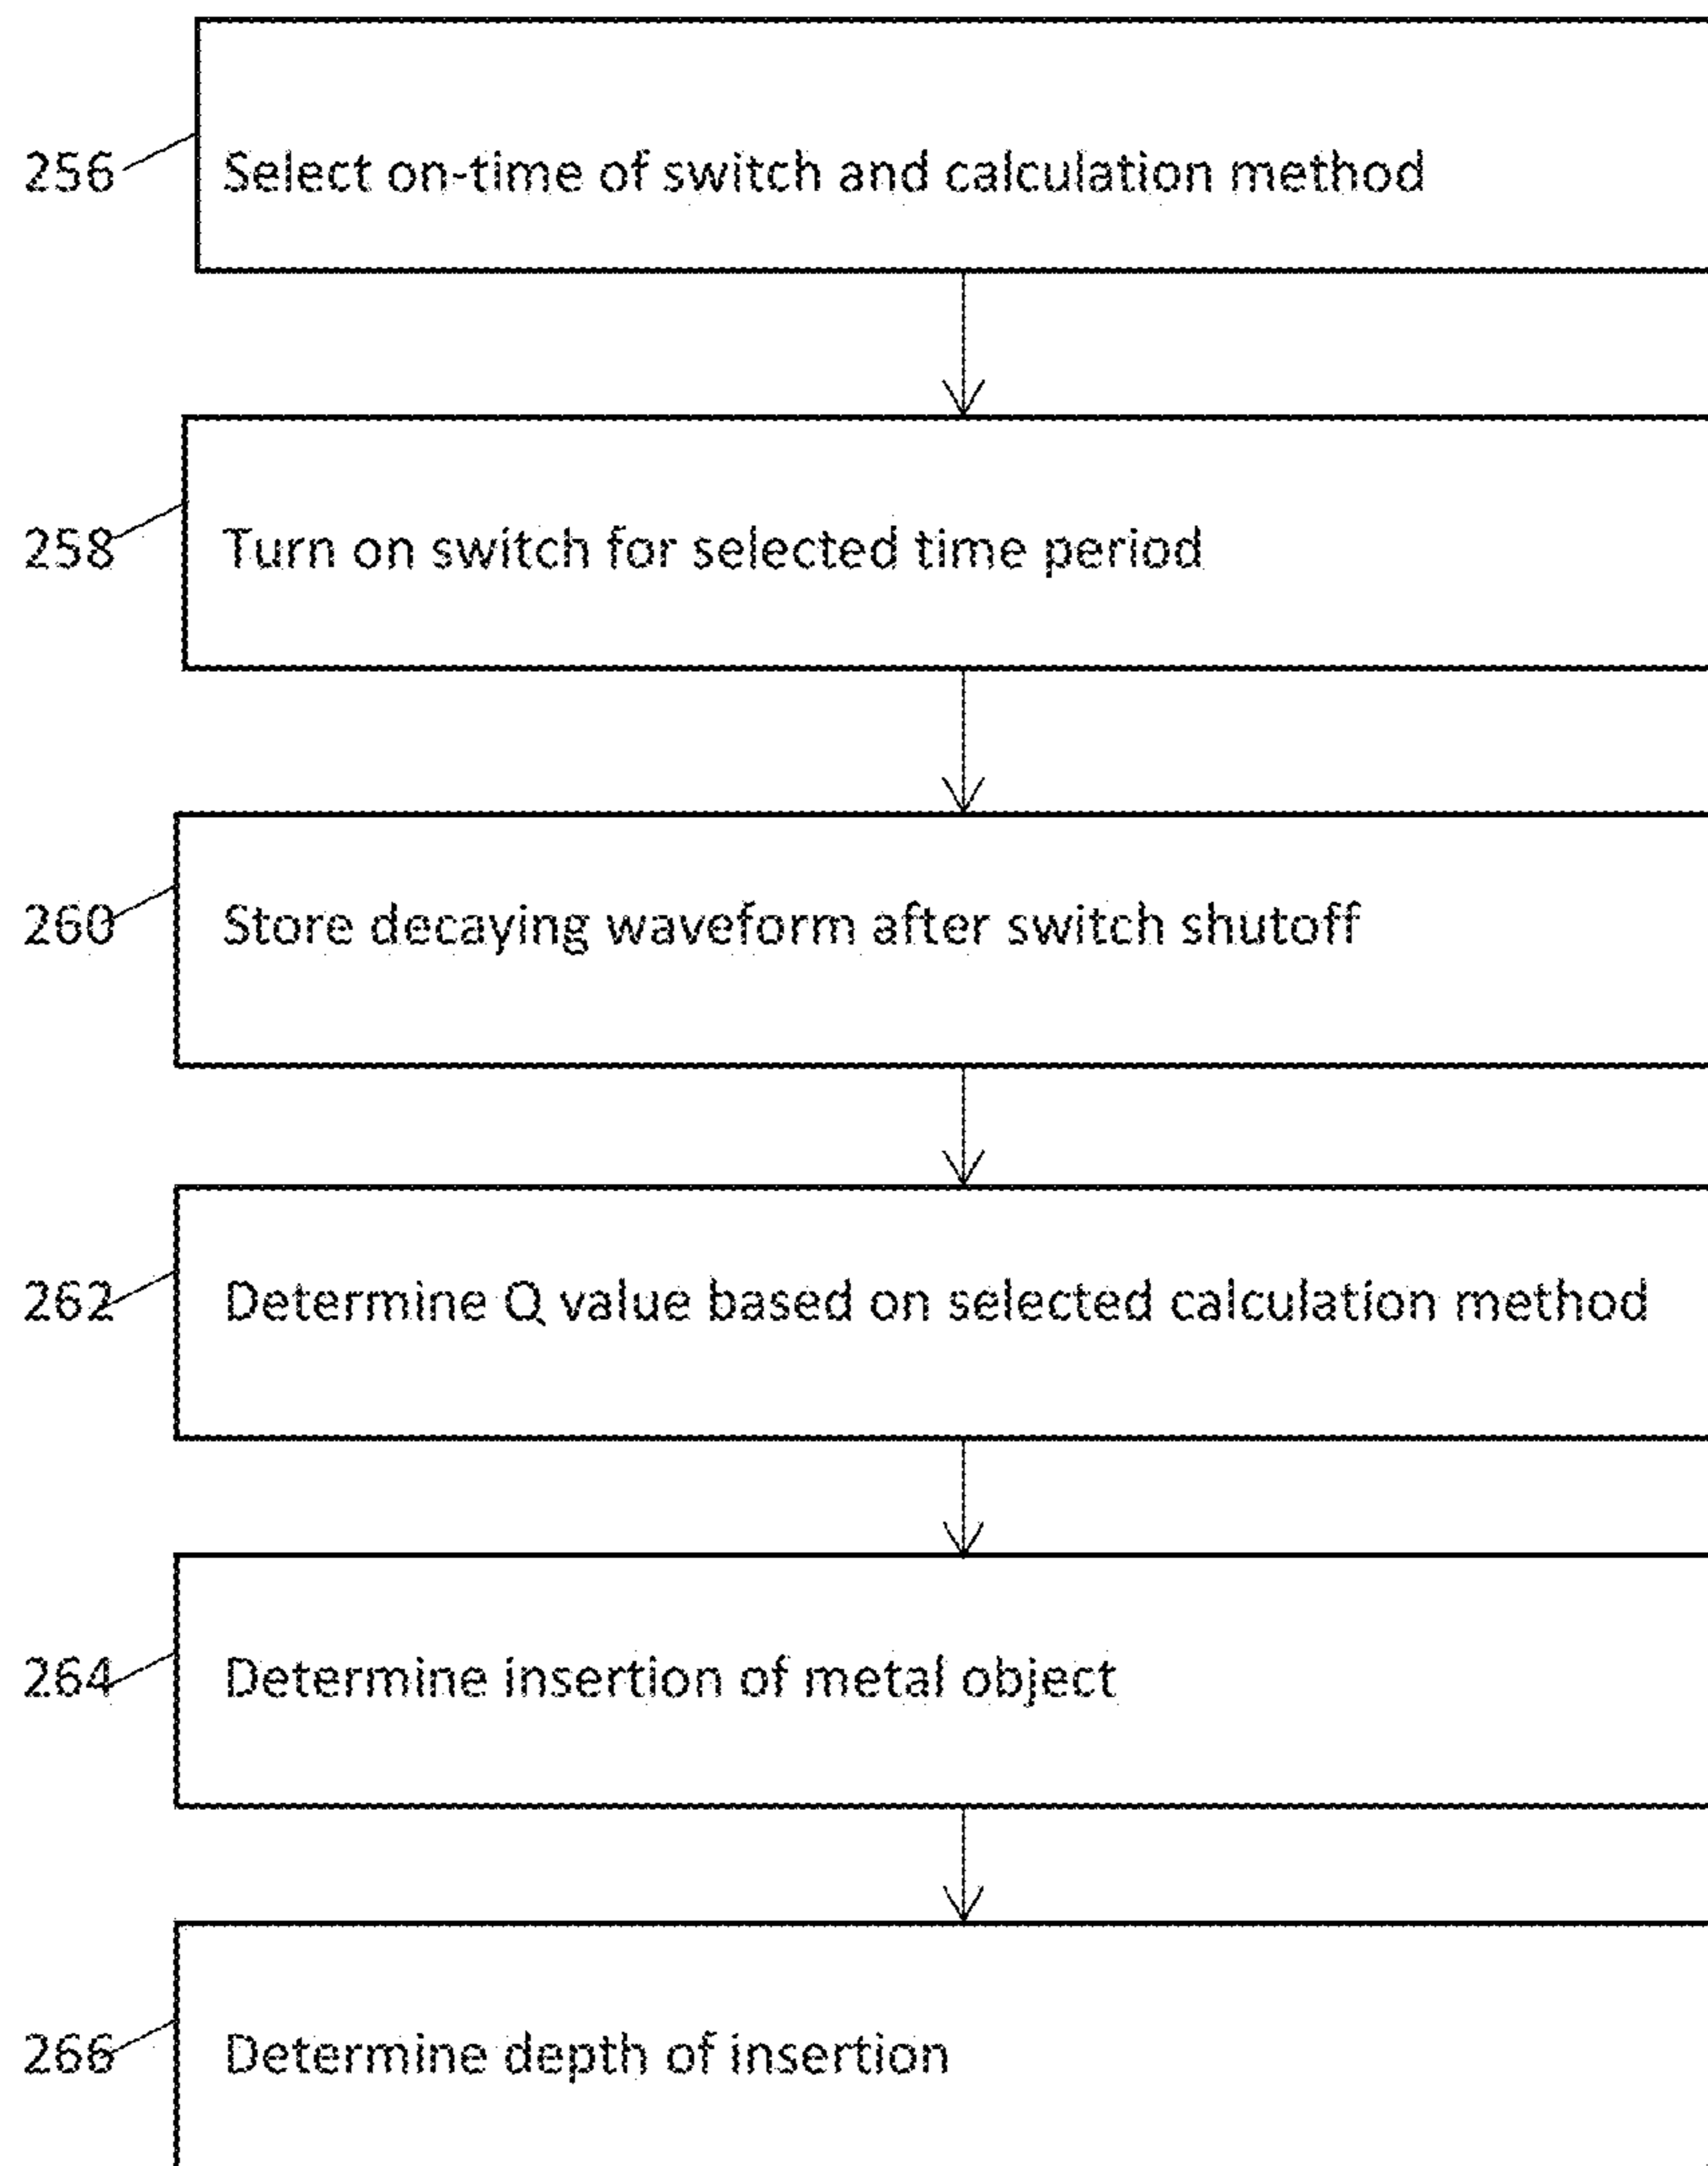 256 Select on-time of switch and calculation method
258 Turn on switch for selected time period
260 Store decaying waveform after switch shutoff
262 Determine Q value based on selected calculation method
264 Determine insertion of metal object
266 Determine depth of insertion